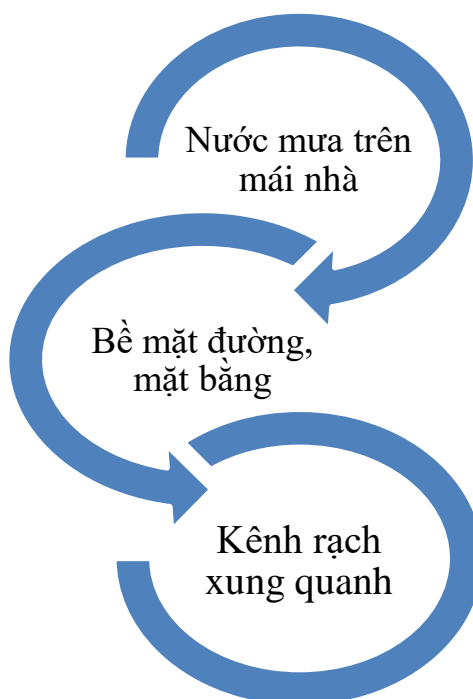 Nước mưa trên
mái nhà
Bề mặt đường,
mặt bằng
Kênh rạch
xung quanh